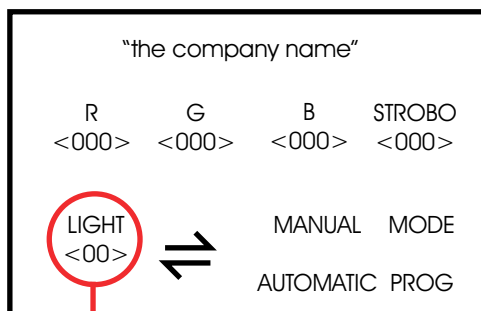 "the company name"
R G B STROBO
<000> <000> <000> <000>
LIGHT MANUAL MODE
<00>
AUTOMATIC PROG